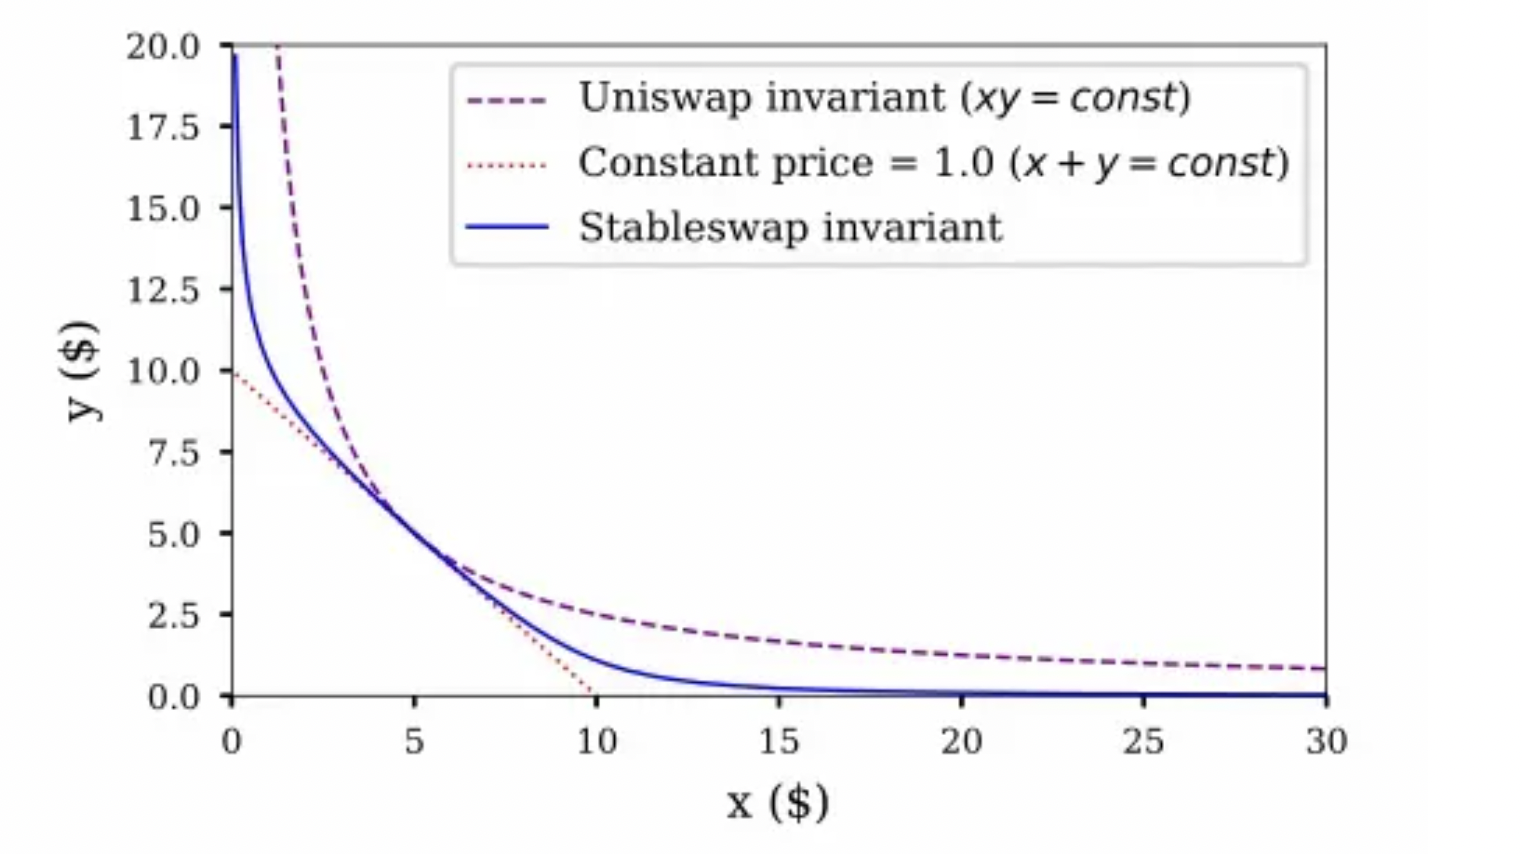 20.0
17.5
15.0
12.5
10.0
7.5
5.0
2.5
0.0
y ($)
Uniswap invariant (xy = const)
Constant price = 1.0 (x + y = const)
Stableswap invariant
0 5 10 15 20 25 30
x ($)